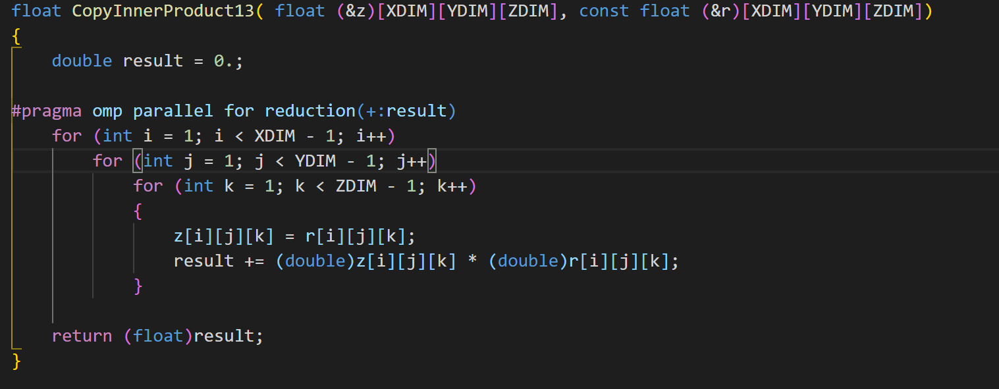 float CopyInnerProduct13( float (&z)[XDIM][YDIM][ZDIM], const float (&r)[XDIM][YDIM][ZDIM])
{
    double result = 0.;

#pragma omp parallel for reduction(+:result)
    for (int i = 1; i < XDIM - 1; i++)
        for (int j = 1; j < YDIM - 1; j++)
            for (int k = 1; k < ZDIM - 1; k++)
            {
                z[i][j][k] = r[i][j][k];
                result += (double)z[i][j][k] * (double)r[i][j][k];
            }

    return (float)result;
}